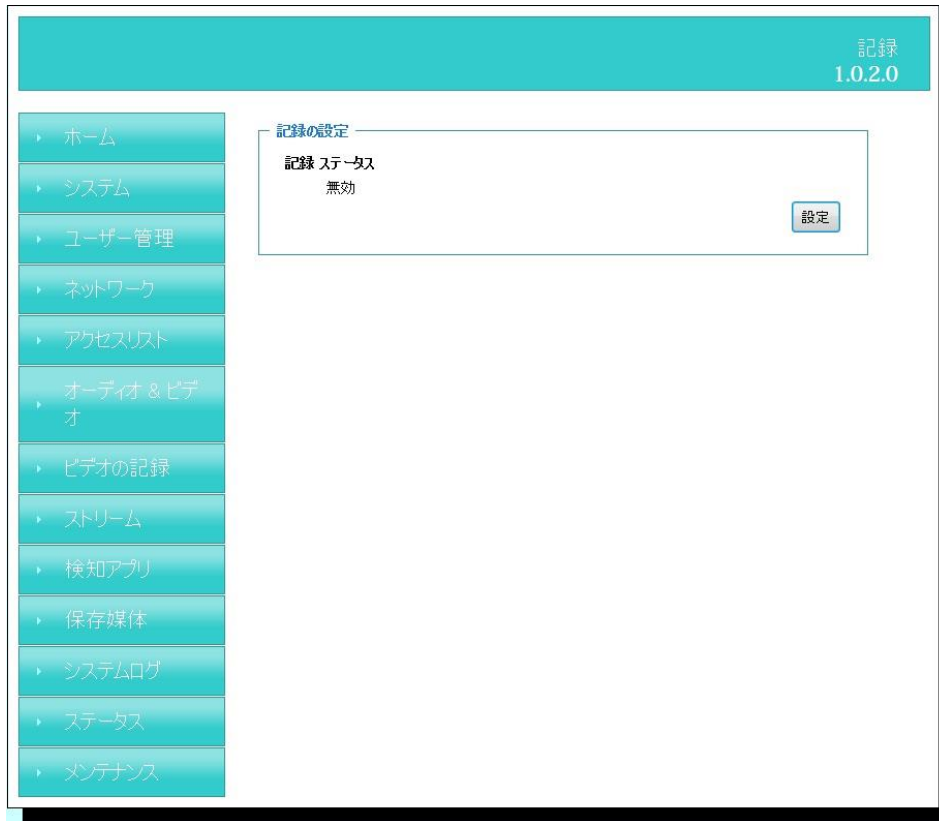 記録
1.0.2.0
ホーム
システム
ユーザー管理
ネットワーク
アクセスリスト
オーディオ & ビデ
オ
ビデオの記録
ストリーム
検知アプリ
保存媒体
システムログ
ステータス
メンテナンス
記録の設定
記録 ステータス
無効
設定